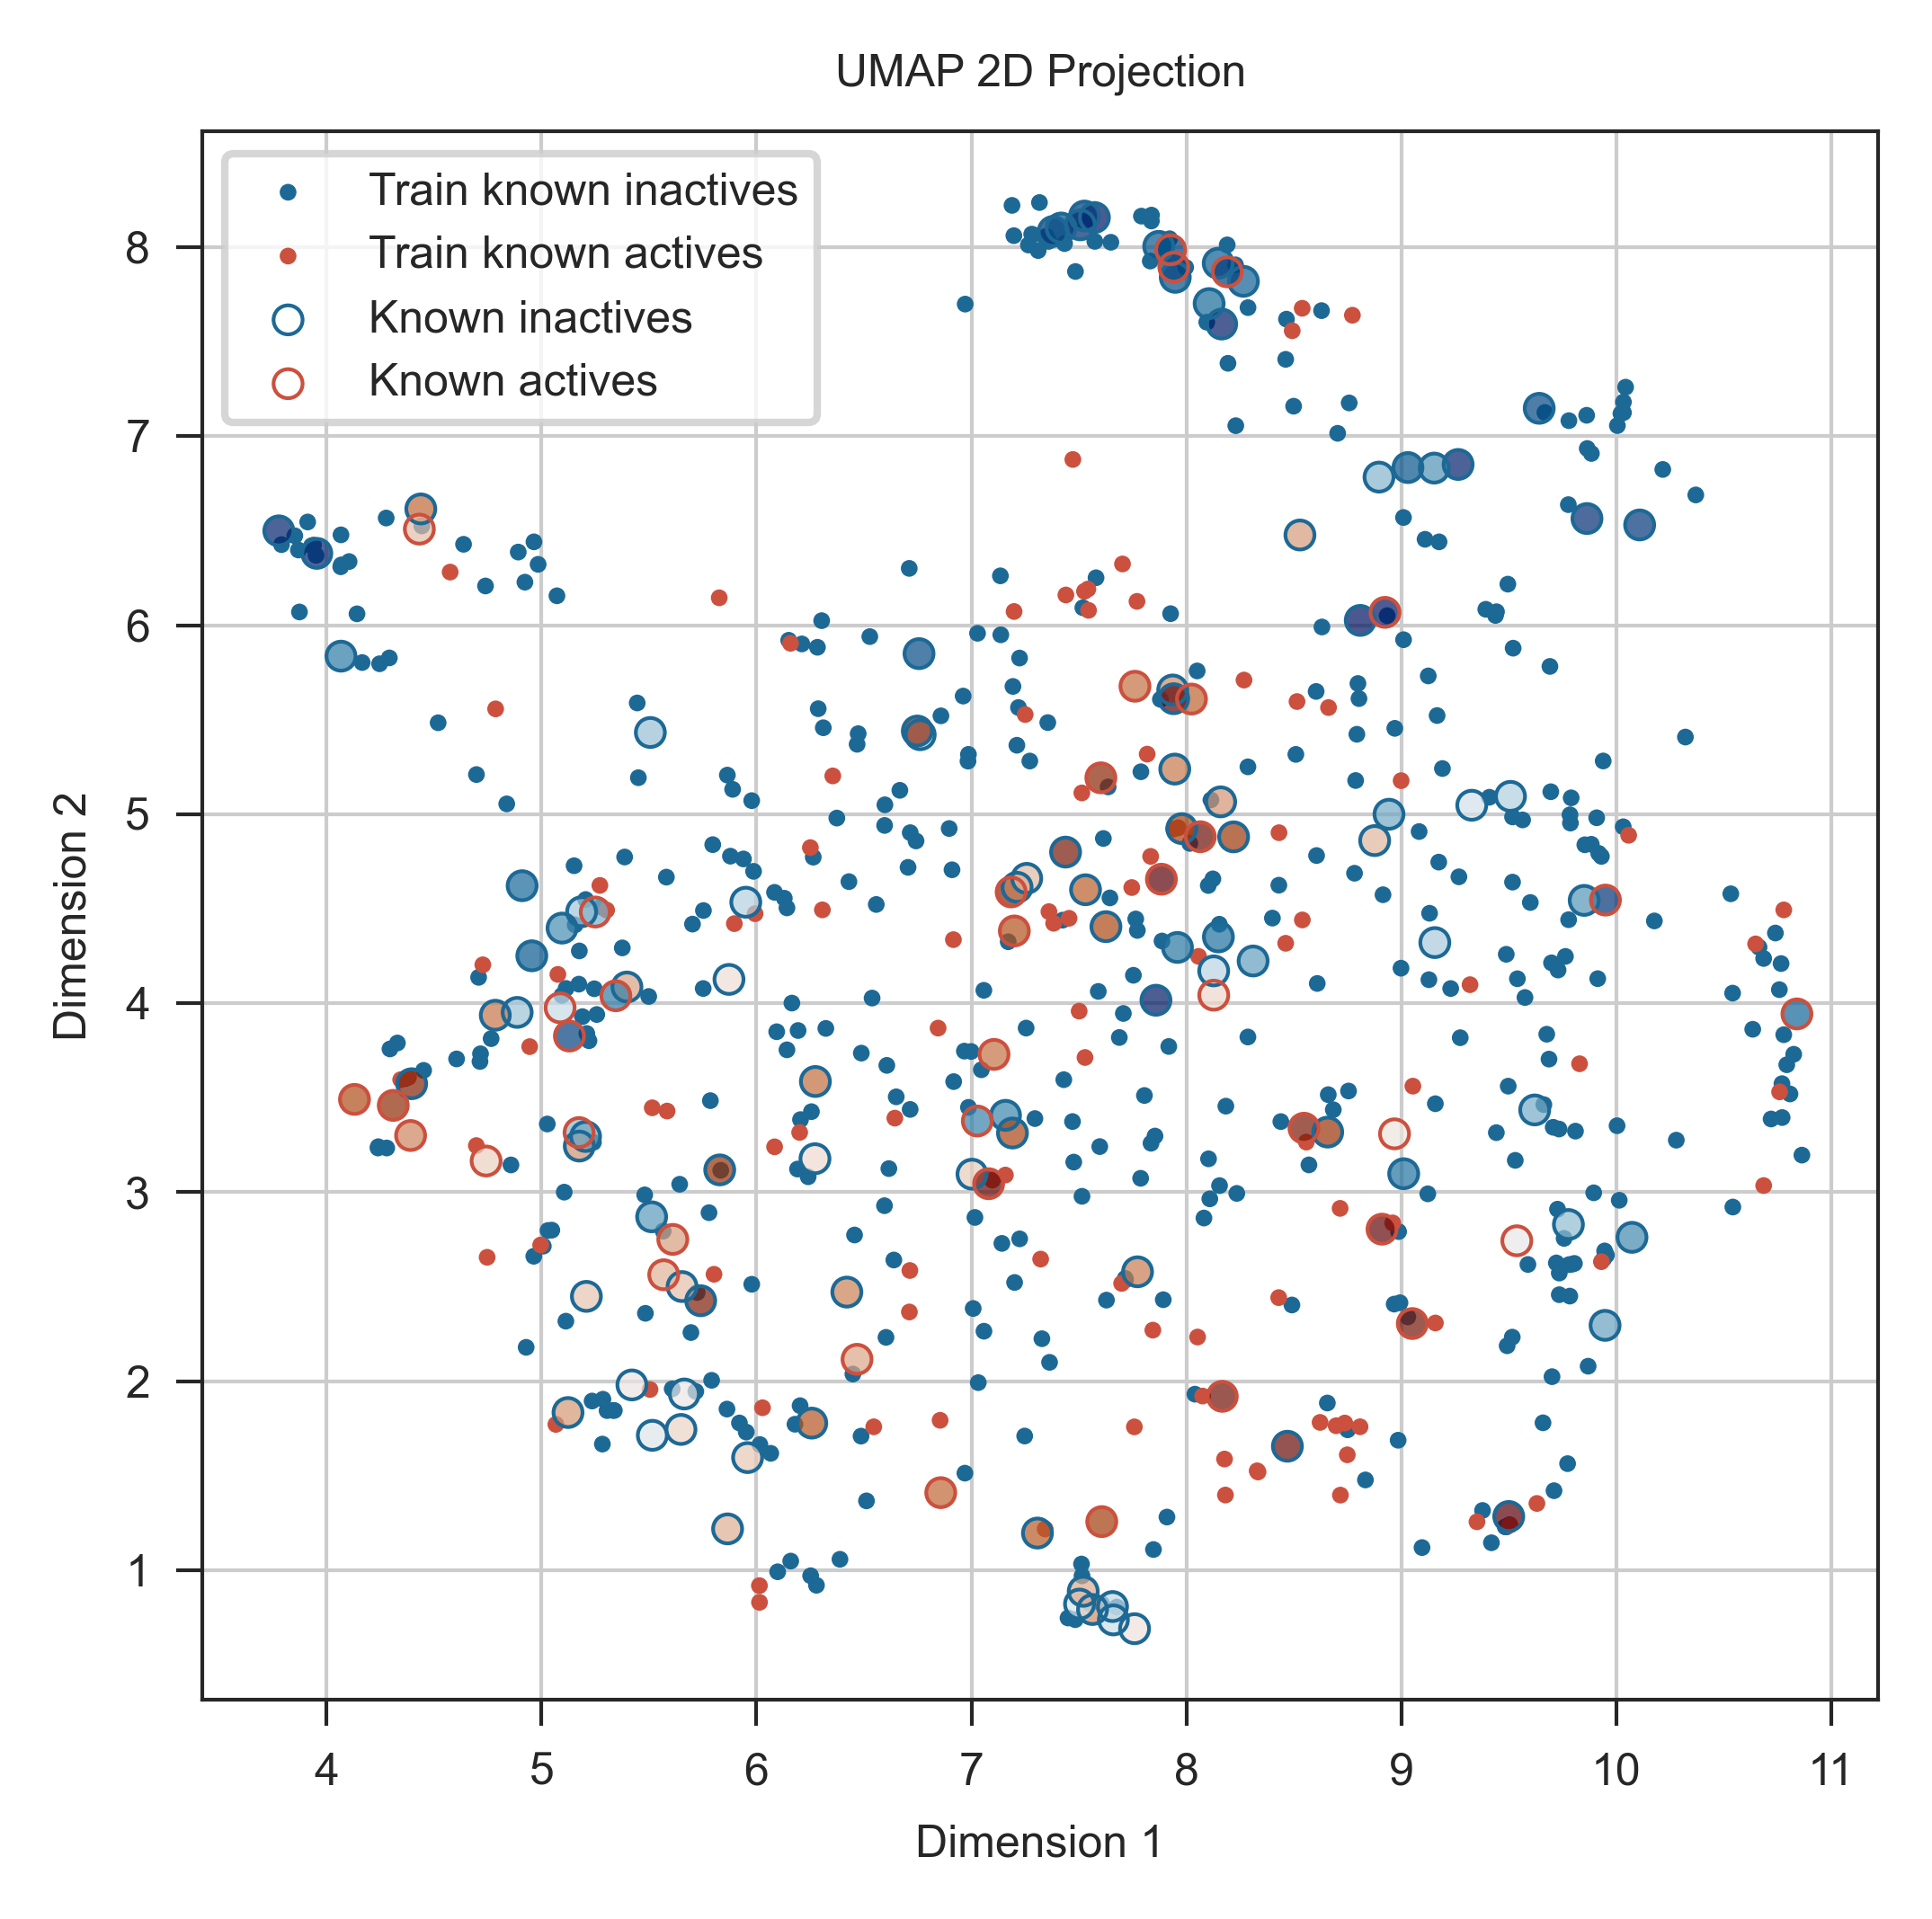 UMAP 2D Projection
Train known inactives
Train known actives
Known inactives
Known actives
8
7
6
5
4
3
2
1
Dimension 2
4 5 6 7 8 9 10 11
Dimension 1